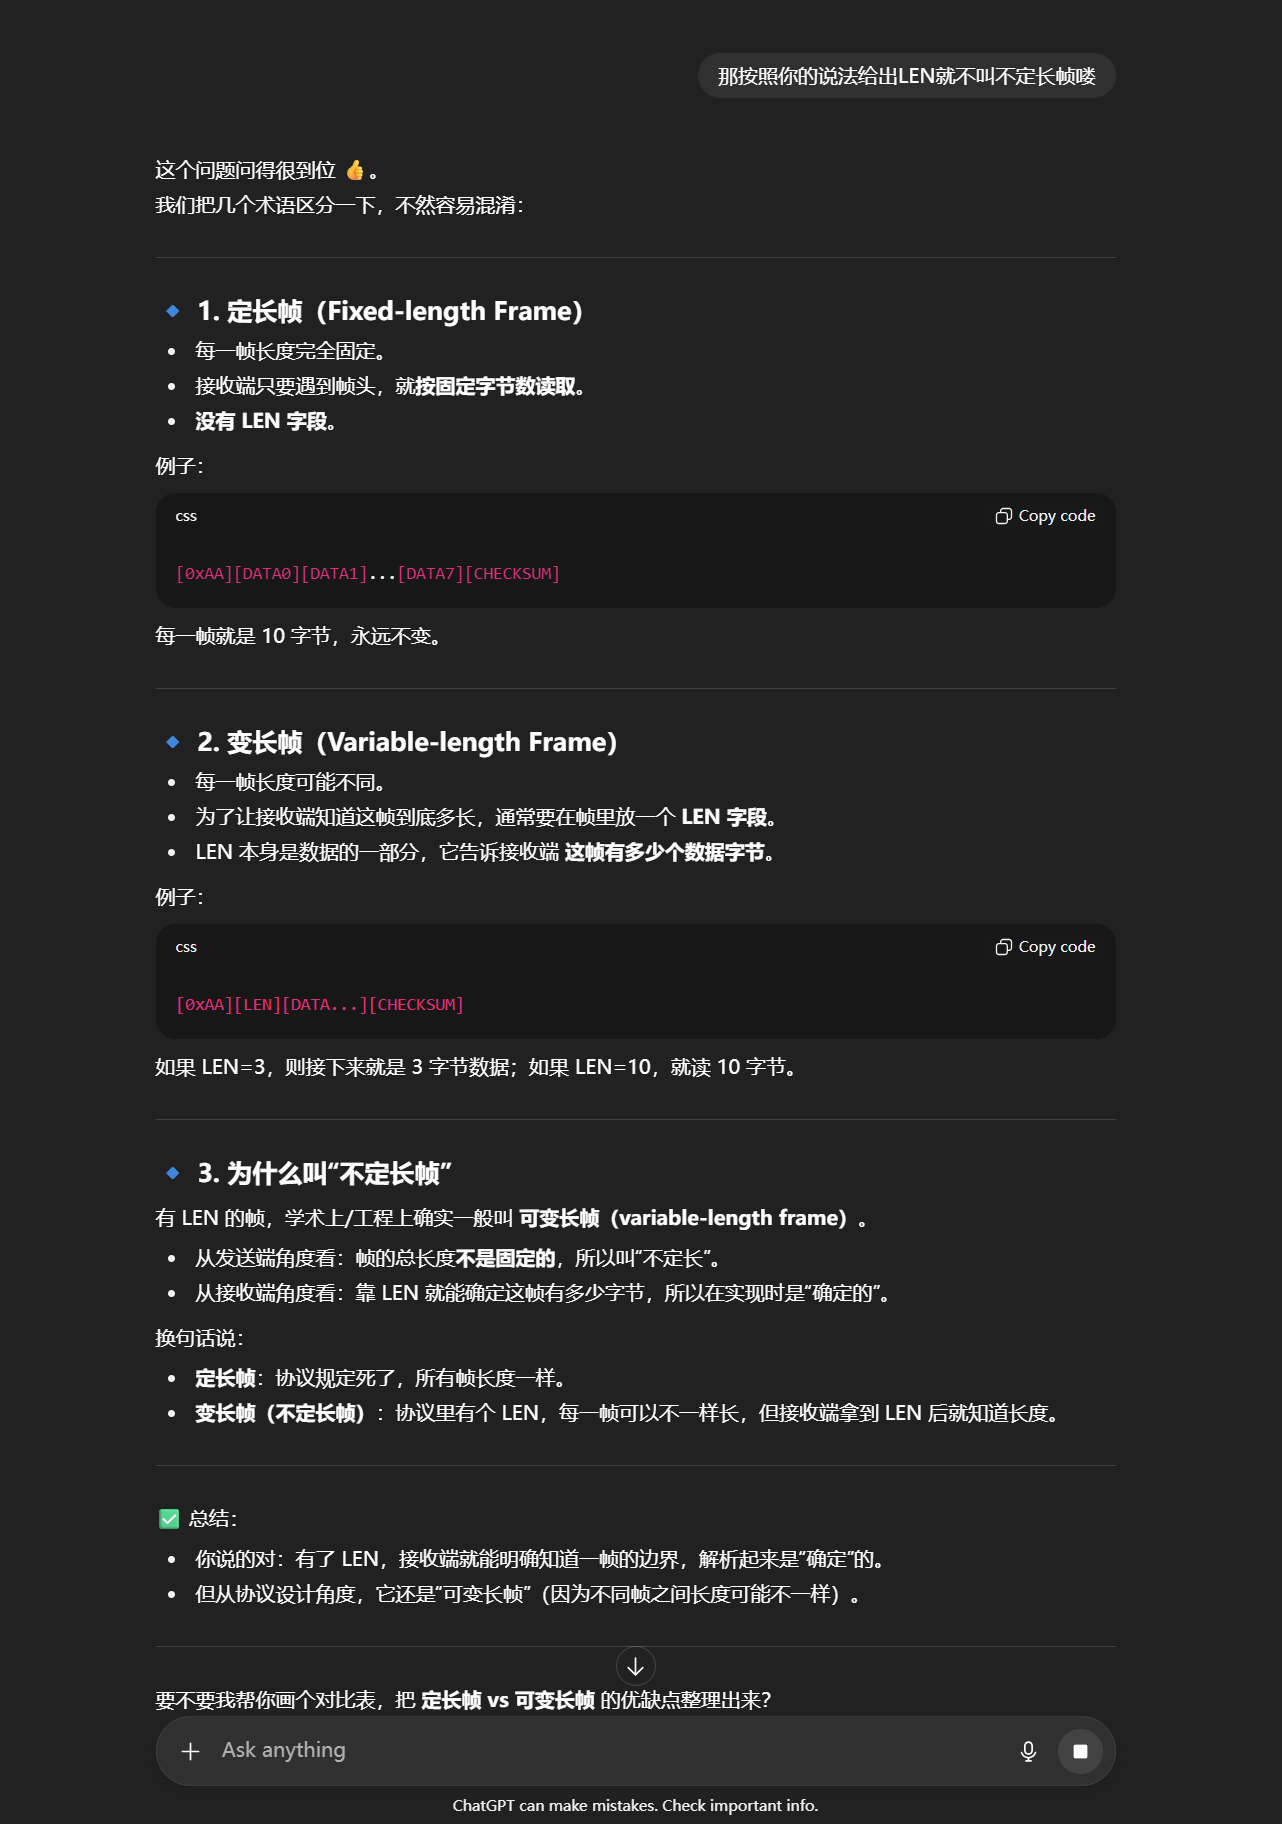 那按照你的说法给出LEN就不叫不定长帧喽
这个问题问得很到位 👍。
我们把几个术语区分一下，不然容易混淆：
🔹 1. 定长帧（Fixed-length Frame）
• 每一帧长度完全固定。
• 接收端只要遇到帧头，就按固定字节数读取。
• 没有 LEN 字段。
例子：
css
Copy code
[0xAA][DATA0][DATA1]...[DATA7][CHECKSUM]
每一帧就是 10 字节，永远不变。
🔹 2. 变长帧（Variable-length Frame）
• 每一帧长度可能不同。
• 为了让接收端知道这帧到底多长，通常要在帧里放一个 LEN 字段。
• LEN 本身是数据的一部分，它告诉接收端 这帧有多少个数据字节。
例子：
css
Copy code
[0xAA][LEN][DATA...][CHECKSUM]
如果 LEN=3，则接下来就是 3 字节数据；如果 LEN=10，就读 10 字节。
🔹 3. 为什么叫“不定长帧”
有 LEN 的帧，学术上/工程上确实一般叫 可变长帧（variable-length frame）。
• 从发送端角度看：帧的总长度不是固定的，所以叫“不定长”。
• 从接收端角度看：靠 LEN 就能确定这帧有多少字节，所以在实现时是“确定的”。
换句话说：
• 定长帧：协议规定死了，所有帧长度一样。
• 变长帧（不定长帧）：协议里有个 LEN，每一帧可以不一样长，但接收端拿到 LEN 后就知道长度。
✅ 总结：
• 你说的对：有了 LEN，接收端就能明确知道一帧的边界，解析起来是“确定”的。
• 但从协议设计角度，它还是“可变长帧”（因为不同帧之间长度可能不一样）。
要不要我帮你画个对比表，把 定长帧 vs 可变长帧 的优缺点整理出来？
Ask anything
ChatGPT can make mistakes. Check important info.